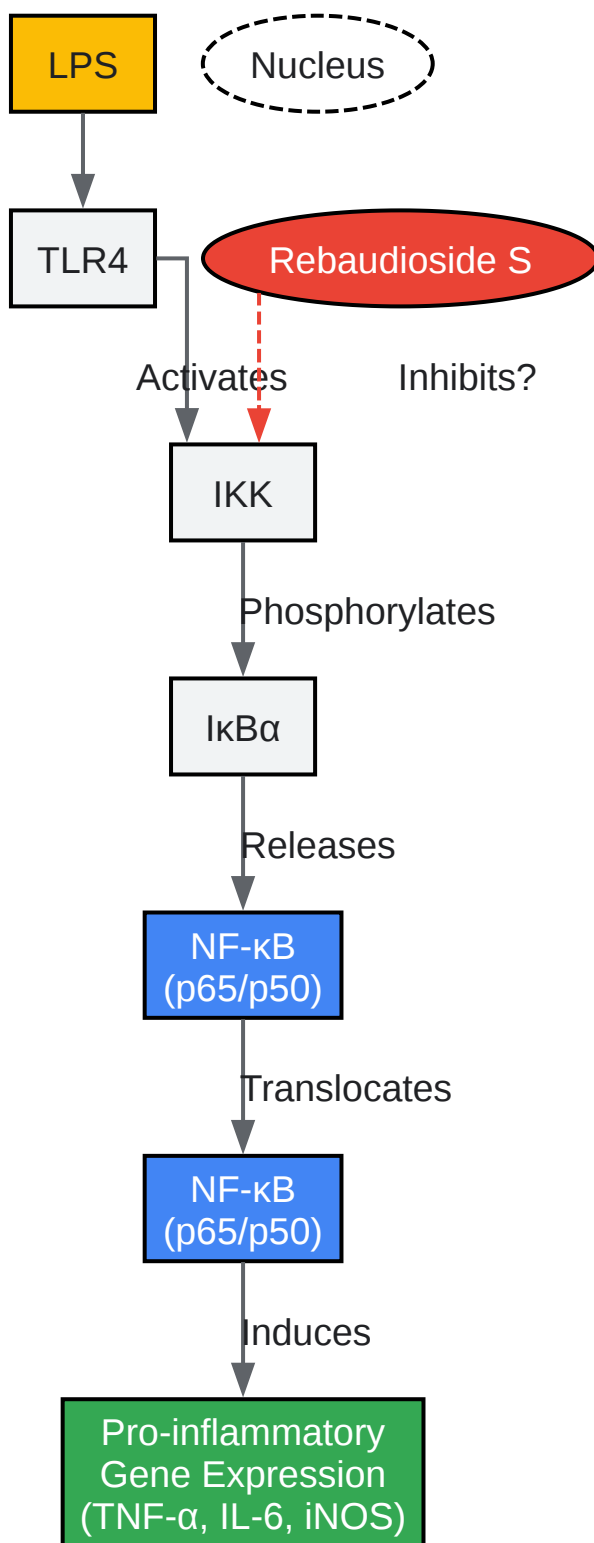 LPS
Nucleus
TLR4
Rebaudioside S
Activates
Inhibits?
IKK
Phosphorylates
IκBα
Releases
NF-κB
(p65/p50)
Translocates
NF-κB
(p65/p50)
Induces
Pro-inflammatory
Gene Expression
(TNF-α, IL-6, iNOS)